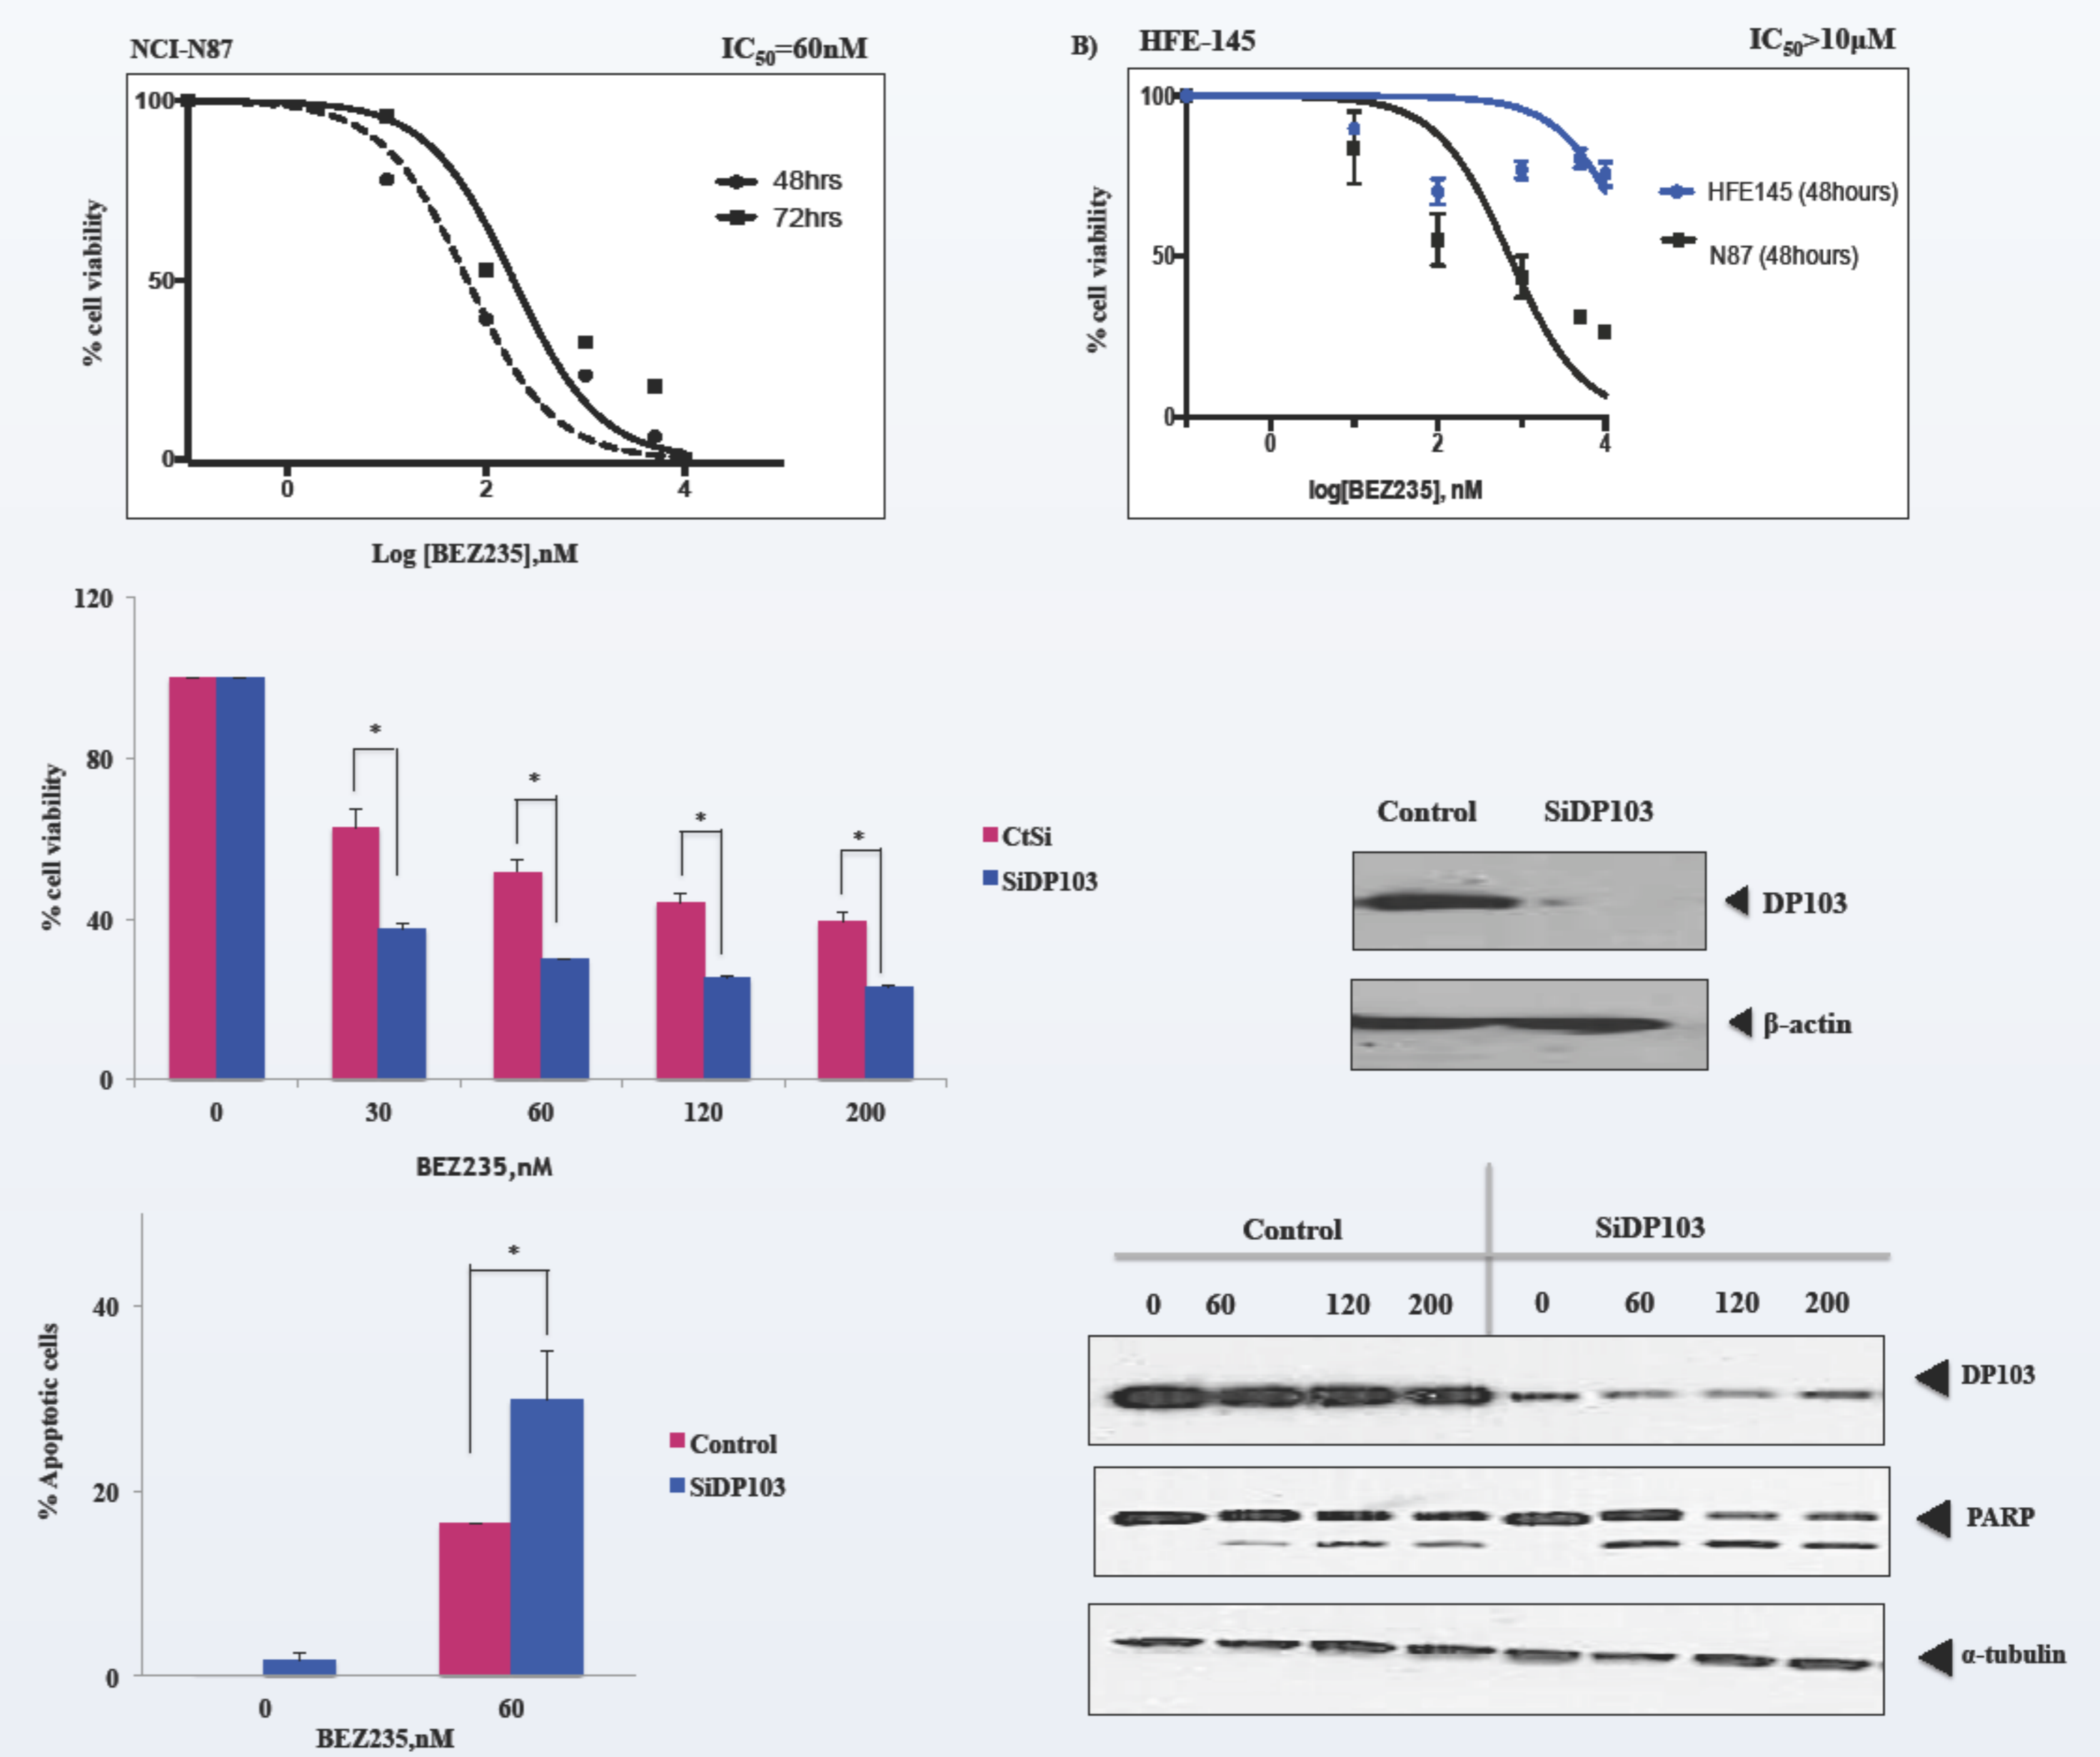 NCI-N87 IC50=60nM
100
50
0
0 2 4
% cell viability
48hrs
72hrs
Log [BEZ235],nM
B) HFE-145 IC50>10µM
100
50
0
0 2 4
% cell viability
HFE145 (48hours)
N87 (48hours)
log[BEZ235], nM
120
80
40
0
% cell viability
* * * *
0 30 60 120 200
BEZ235,nM
CtSi
SiDP103
Control SiDP103
DP103
β-actin
40
20
0
% Apoptotic cells
*
0 60
BEZ235,nM
Control
SiDP103
Control SiDP103
0 60 120 200 0 60 120 200
DP103
PARP
α-tubulin